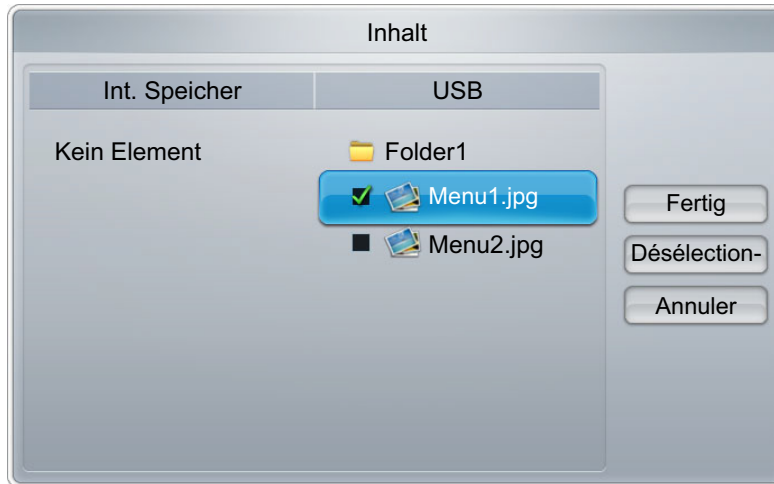 Inhalt
Int. Speicher USB
Kein Element Folder1
Menu1.jpg
Menu2.jpg
Fertig
Désélection-
Annuler